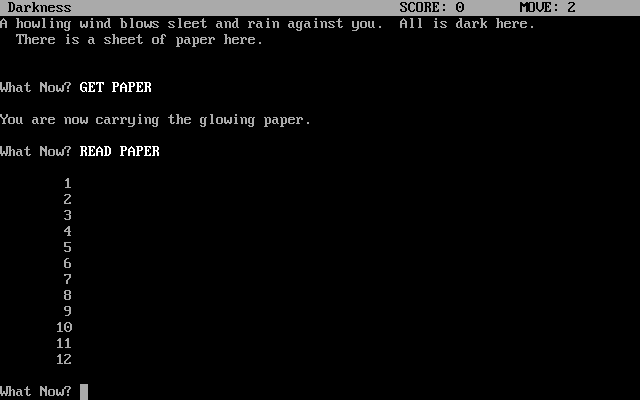 Darkness SCORE: 0 MOVE: 2
A howling wind blows sleet and rain against you.  All is dark here.
There is a sheet of paper here.
What Now? GET PAPER
You are now carrying the glowing paper.
What Now? READ PAPER
1
2
3
4
5
6
7
8
9
10
11
12
What Now?